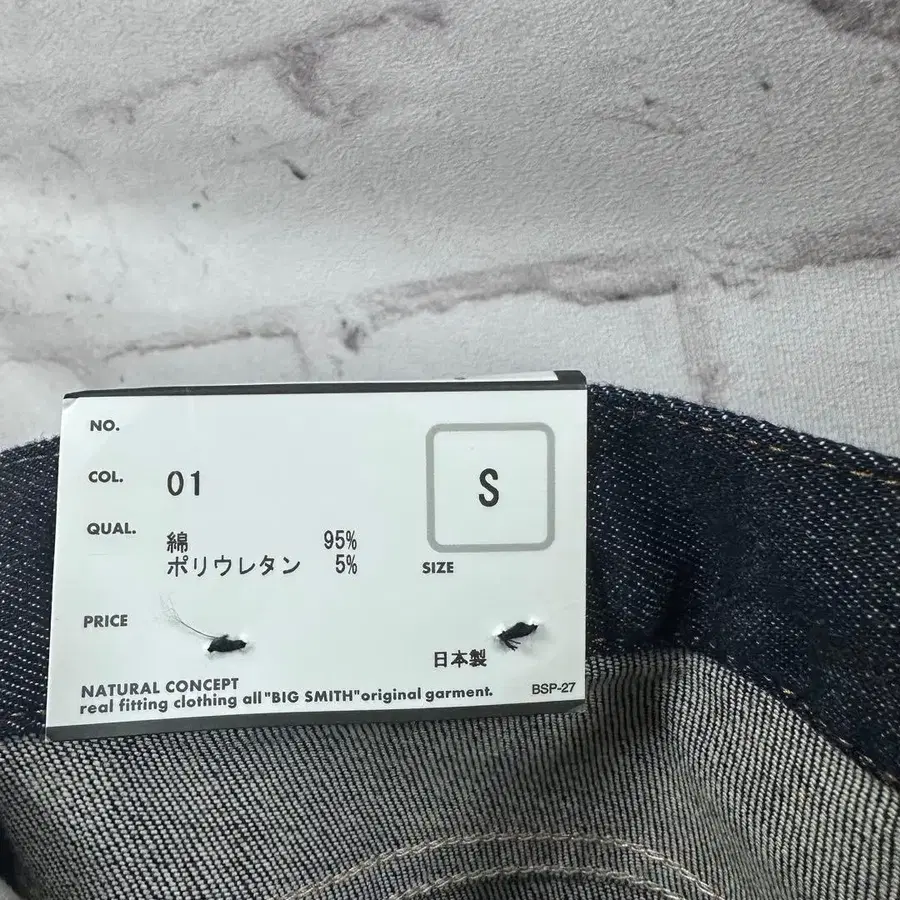 NO.
COL. 01
QUAL.
綿 95%
ポリウレタン 5%
S
SIZE
PRICE
日本製
NATURAL CONCEPT
real fitting clothing all "BIG SMITH" original garment.
BSP-27